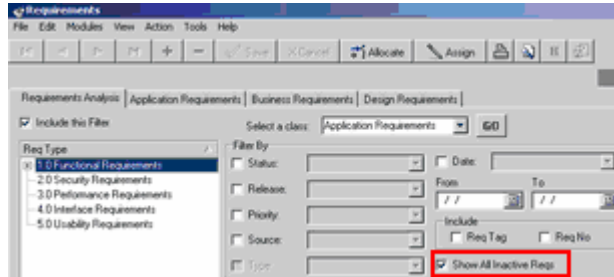 Requirements
File Edit Modules View Action Tools Help
Save Cancel Allocate Assign
Requirements Analysis Application Requirements Business Requirements Design Requirements
Include this Filter Select a class: Application Requirements GO
Req Type Filter By
1.0 Functional Requirements Status: Date:
2.0 Security Requirements From To
3.0 Performance Requirements Release: / / / /
4.0 Interface Requirements Priority: Include
5.0 Usability Requirements Source: Req Tag Req No
Type Show All Inactive Reqs